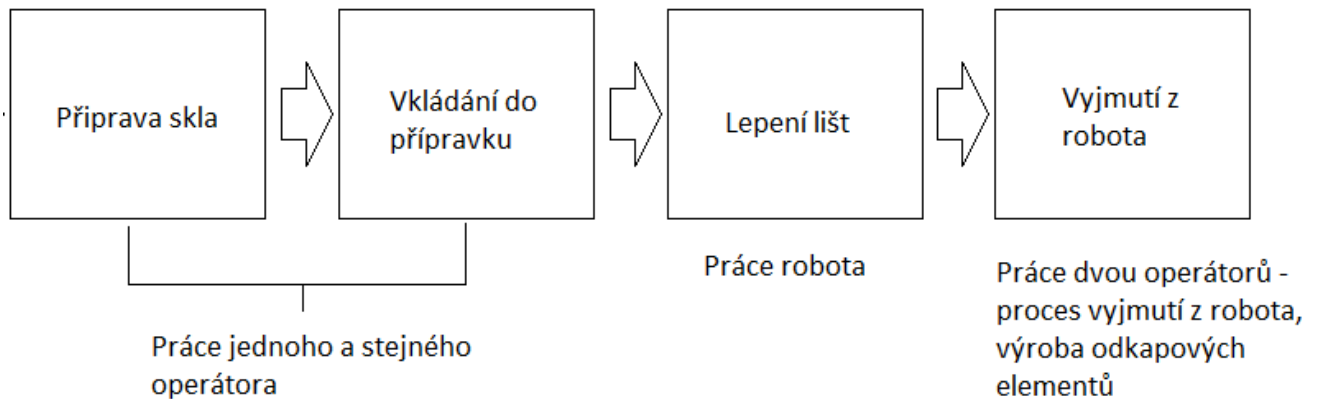 Připrava skla
Vkládání do
přípravku
Lepení lišt
Vyjmutí z
robota
Práce jednoho a stejného
operátora
Práce robota
Práce dvou operátorů -
proces vyjmutí z robota,
výroba odkapových
elementů